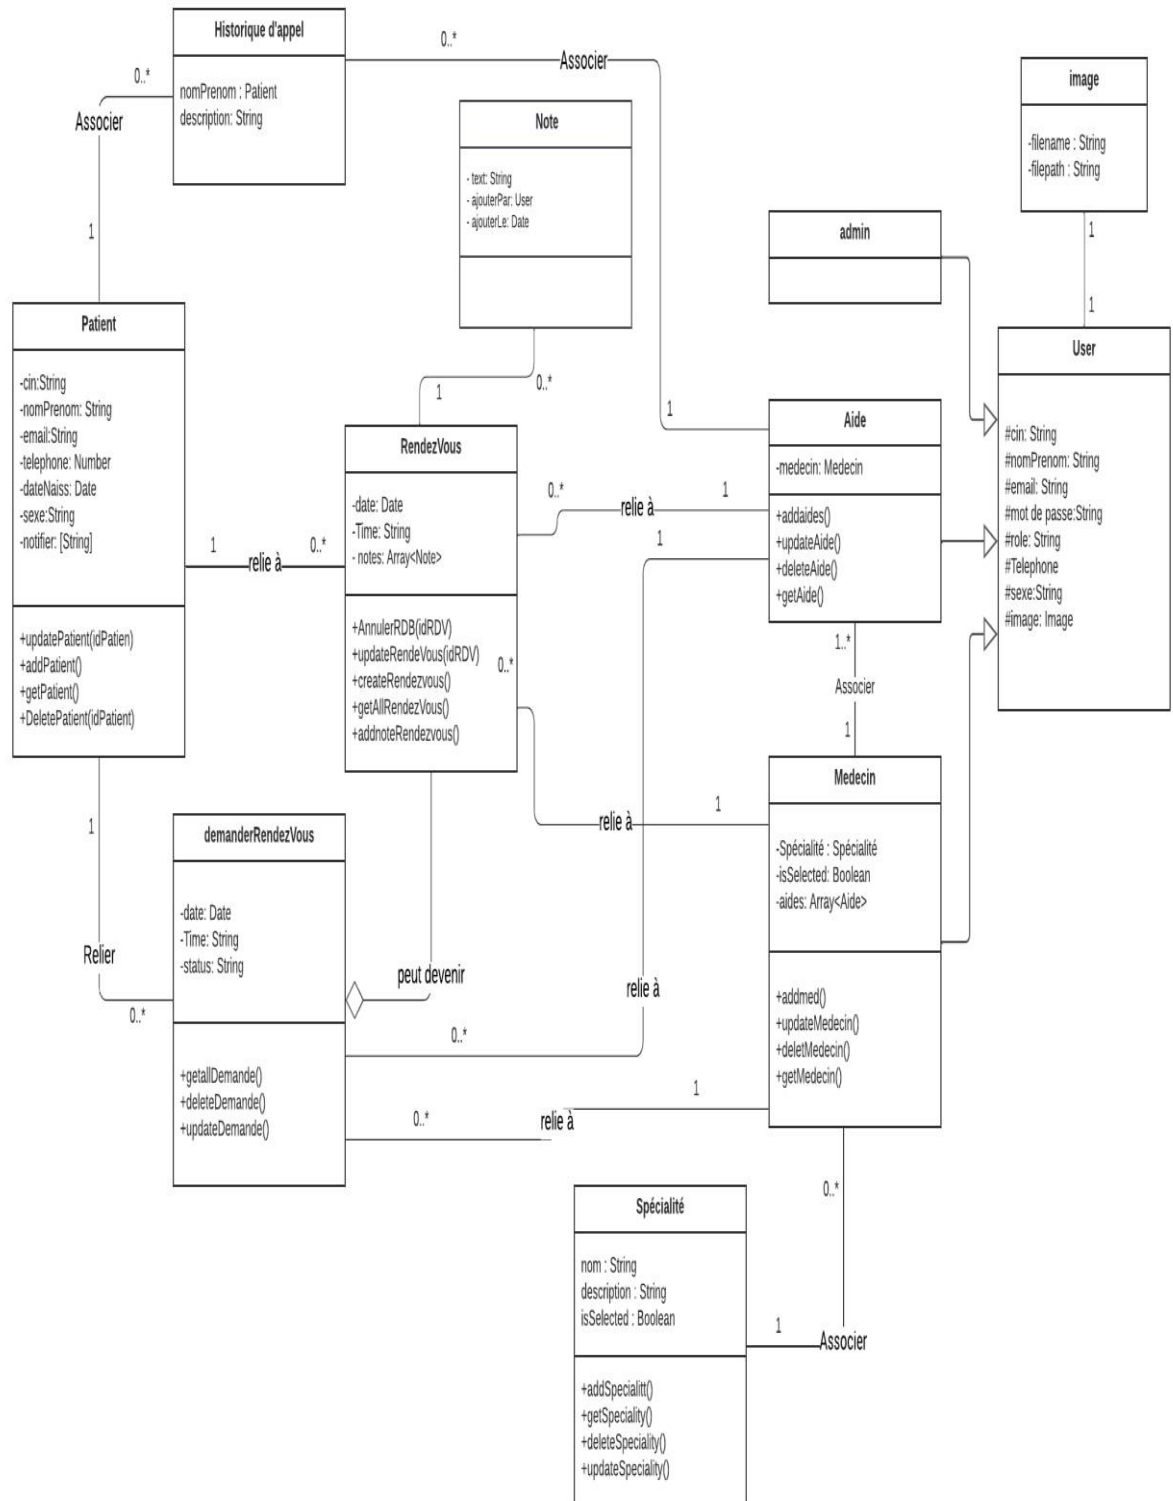 Historique d'appel
nomPrenom : Patient
description: String
0..*
Associer
1
0..*
Associer
1
Note
- text: String
- ajouterPar: User
- ajouterLe: Date
0..*
1
image
-filename : String
-filepath : String
1
1
admin
User
#cin: String
#nomPrenom: String
#email: String
#mot de passe:String
#role: String
#Telephone
#sexe:String
#image: Image
Patient
-cin:String
-nomPrenom: String
-email:String
-telephone: Number
-dateNaiss: Date
-sexe:String
-notifier: [String]
+updatePatient(idPatien)
+addPatient()
+getPatient()
+DeletePatient(idPatient)
1
relie à
0..*
RendezVous
-date: Date
-Time: String
- notes: Array<Note>
+AnnulerRDB(idRDV)
+updateRendeVous(idRDV)
+createRendezvous()
+getAllRendezVous()
+addnoteRendezvous()
0..*
relie à
1
0..*
relie à
1
Aide
-medecin: Medecin
+addaides()
+updateAide()
+deleteAide()
+getAide()
1..*
Associer
1
Medecin
-Spécialité : Spécialité
-isSelected: Boolean
-aides: Array<Aide>
+addmed()
+updateMedecin()
+deletMedecin()
+getMedecin()
1
Relier
0..*
demanderRendezVous
-date: Date
-Time: String
-status: String
+getallDemande()
+deleteDemande()
+updateDemande()
peut devenir
0..*
relie à
1
0..*
relie à
1
0..*
Associer
1
Spécialité
nom : String
description : String
isSelected : Boolean
+addSpecialitt()
+getSpeciality()
+deleteSpeciality()
+updateSpeciality()